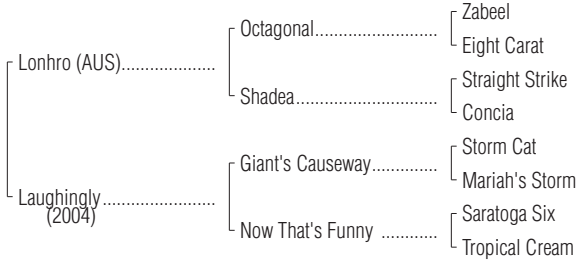 Zabeel
Octagonal
Eight Carat
Lonhro (AUS)
Straight Strike
Shadea
Concia
Storm Cat
Giant's Causeway
Mariah's Storm
Laughingly
(2004)
Saratoga Six
Now That's Funny
Tropical Cream